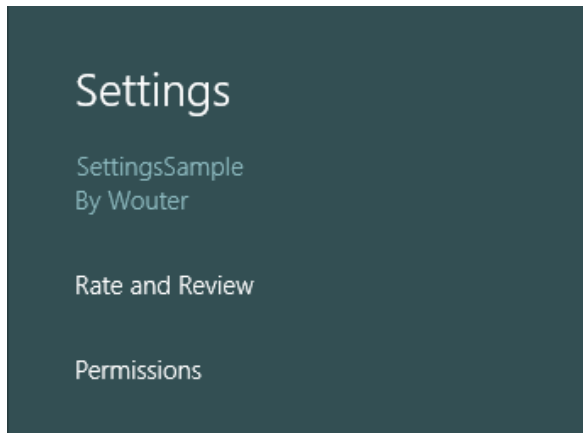 Settings
SettingsSample
By Wouter
Rate and Review
Permissions